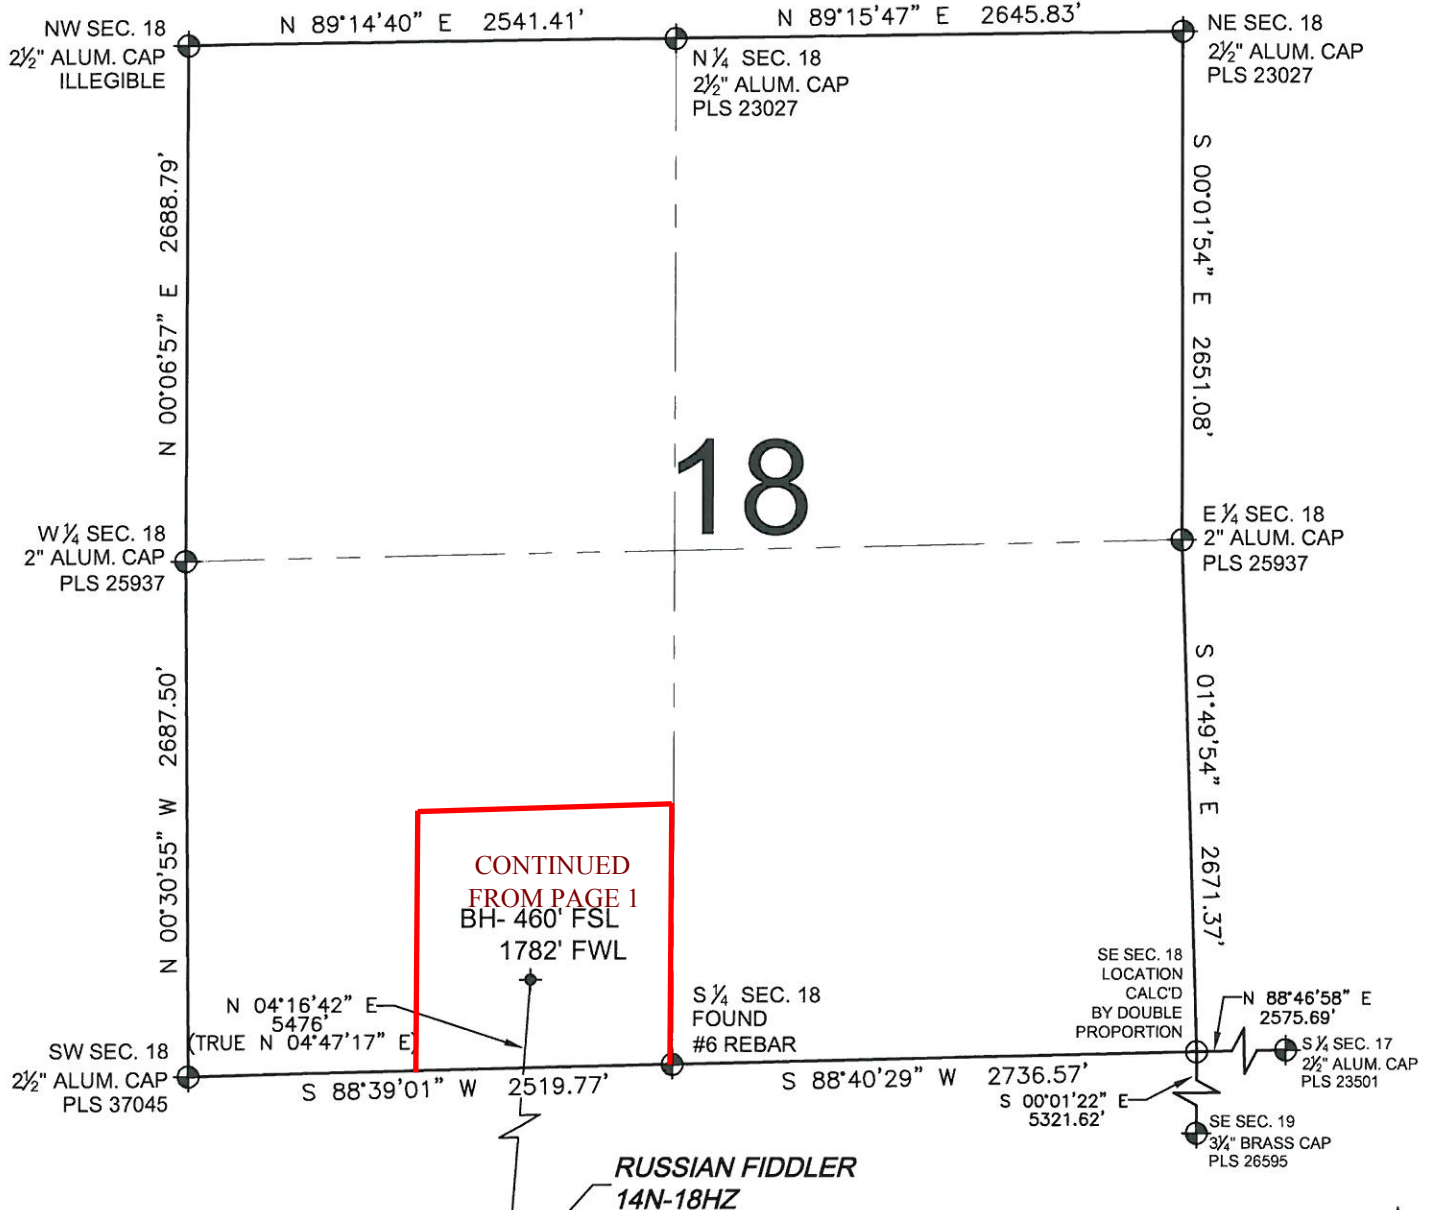 N 89°14'40" E 2541.41'
N 89°15'47" E 2645.83'
NW SEC. 18
2½" ALUM. CAP
ILLEGIBLE
N ¼ SEC. 18
2½" ALUM. CAP
PLS 23027
NE SEC. 18
2½" ALUM. CAP
PLS 23027
N 00°06'57" E 2688.79'
S 00°01'54" E 2651.08'
18
W ¼ SEC. 18
2" ALUM. CAP
PLS 25937
E ¼ SEC. 18
2" ALUM. CAP
PLS 25937
N 00°30'55" W 2687.50'
S 01°49'54" E 2671.37'
CONTINUED
FROM PAGE 1
BH- 460' FSL
1782' FWL
N 04°16'42" E
5476'
(TRUE N 04°47'17" E)
SW SEC. 18
2½" ALUM. CAP
PLS 37045
S ¼ SEC. 18
FOUND
#6 REBAR
SE SEC. 18
LOCATION
CALC'D
BY DOUBLE
PROPORTION
N 88°46'58" E
2575.69'
S ¼ SEC. 17
2½" ALUM. CAP
PLS 23501
S 88°39'01" W 2519.77'
S 88°40'29" W 2736.57'
S 00°01'22" E
5321.62'
SE SEC. 19
3¼" BRASS CAP
PLS 26595
RUSSIAN FIDDLER
14N-18HZ